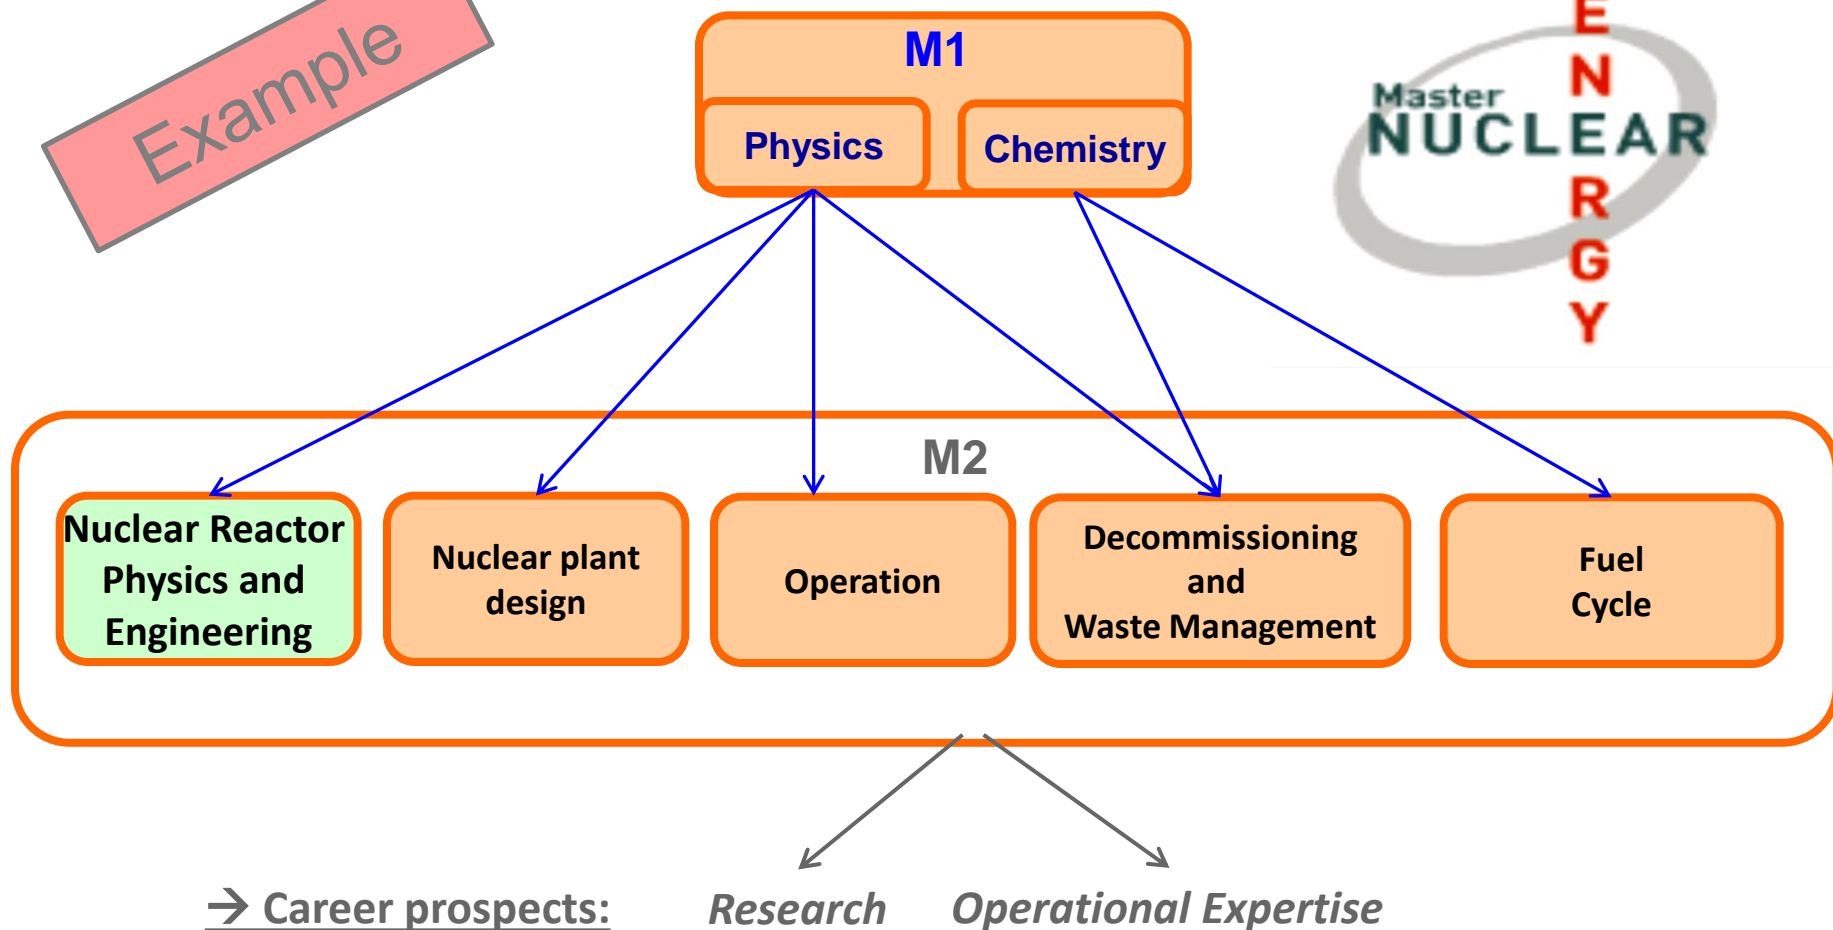 Example
M1
Physics
Chemistry
Master
NUCLEAR
ENERGY
M2
Nuclear Reactor
Physics and
Engineering
Nuclear plant
design
Operation
Decommissioning
and
Waste Management
Fuel
Cycle
→ Career prospects:
Research
Operational Expertise